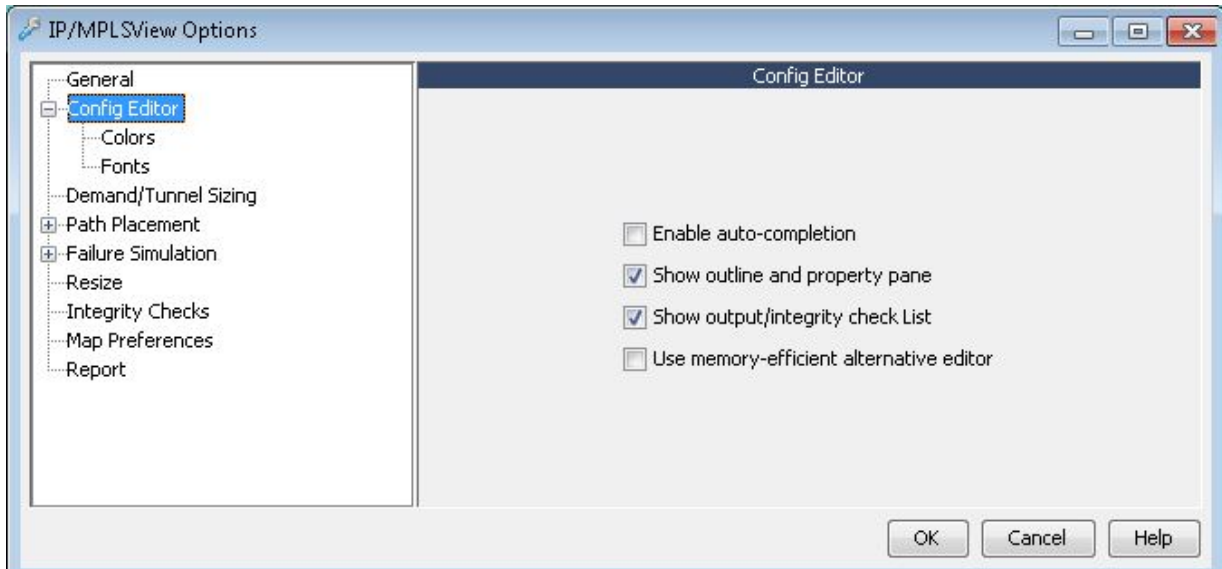 IP/MPLSView Options
General
Config Editor
Colors
Fonts
Demand/Tunnel Sizing
Path Placement
Failure Simulation
Resize
Integrity Checks
Map Preferences
Report
Config Editor
Enable auto-completion
Show outline and property pane
Show output/integrity check List
Use memory-efficient alternative editor
OK Cancel Help